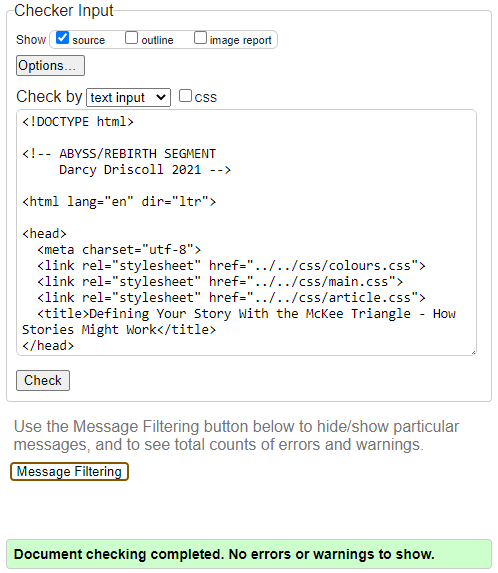 Checker Input
Show source outline image report
Options...
Check by text input css
<!DOCTYPE html>
<!-- ABYSS/REBIRTH SEGMENT
Darcy Driscoll 2021 -->
<html lang="en" dir="ltr">
<head>
<meta charset="utf-8">
<link rel="stylesheet" href="../../css/colours.css">
<link rel="stylesheet" href="../../css/main.css">
<link rel="stylesheet" href="../../css/article.css">
<title>Defining Your Story With the McKee Triangle - How
Stories Might Work</title>
</head>
Check
Use the Message Filtering button below to hide/show particular
messages, and to see total counts of errors and warnings.
Message Filtering
Document checking completed. No errors or warnings to show.